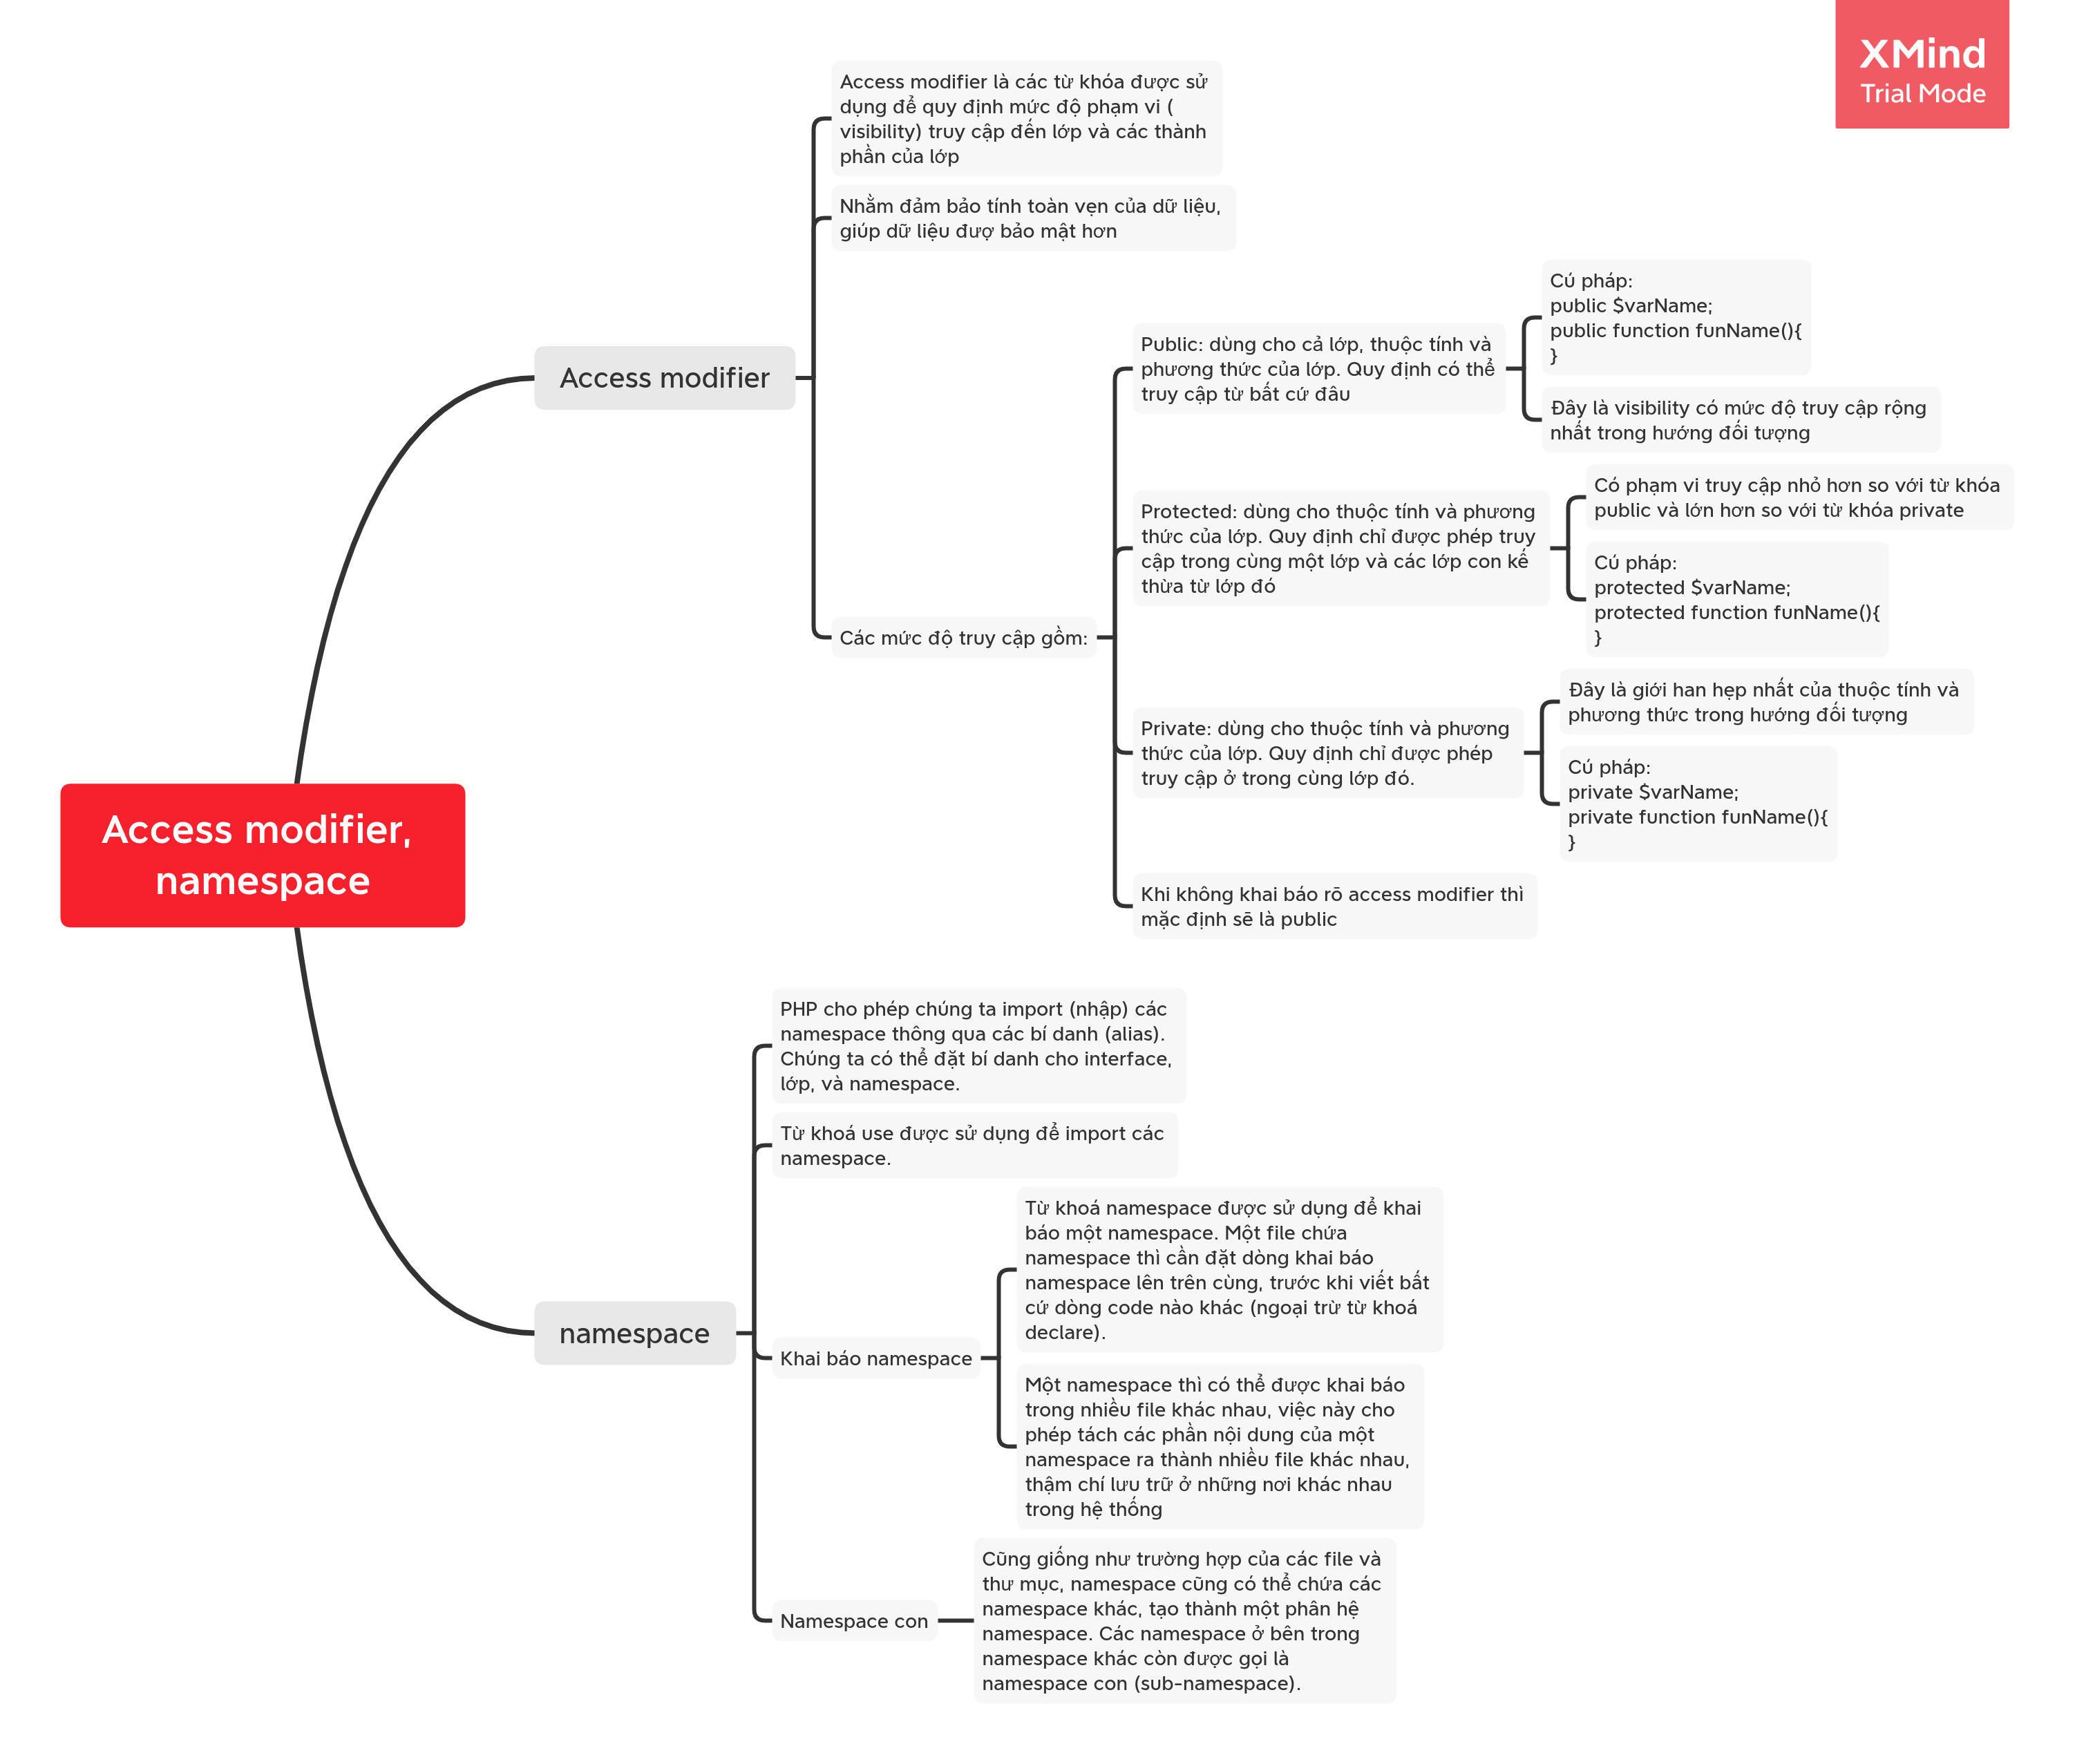 XMind
Trial Mode
Access modifier,
namespace
Access modifier
Access modifier là các từ khóa được sử
dụng để quy định mức độ phạm vi (
visibility) truy cập đến lớp và các thành
phần của lớp
Nhằm đảm bảo tính toàn vẹn của dữ liệu,
giúp dữ liệu đượ bảo mật hơn
Các mức độ truy cập gồm:
Public: dùng cho cả lớp, thuộc tính và
phương thức của lớp. Quy định có thể
truy cập từ bất cứ đâu
Cú pháp:
public $varName;
public function funName(){
}
Đây là visibility có mức độ truy cập rộng
nhất trong hướng đối tượng
Protected: dùng cho thuộc tính và phương
thức của lớp. Quy định chỉ được phép truy
cập trong cùng một lớp và các lớp con kế
thừa từ lớp đó
Có phạm vi truy cập nhỏ hơn so với từ khóa
public và lớn hơn so với từ khóa private
Cú pháp:
protected $varName;
protected function funName(){
}
Private: dùng cho thuộc tính và phương
thức của lớp. Quy định chỉ được phép
truy cập ở trong cùng lớp đó.
Đây là giới han hẹp nhất của thuộc tính và
phương thức trong hướng đối tượng
Cú pháp:
private $varName;
private function funName(){
}
Khi không khai báo rõ access modifier thì
mặc định sẽ là public
namespace
PHP cho phép chúng ta import (nhập) các
namespace thông qua các bí danh (alias).
Chúng ta có thể đặt bí danh cho interface,
lớp, và namespace.
Từ khoá use được sử dụng để import các
namespace.
Khai báo namespace
Từ khoá namespace được sử dụng để khai
báo một namespace. Một file chứa
namespace thì cần đặt dòng khai báo
namespace lên trên cùng, trước khi viết bất
cứ dòng code nào khác (ngoại trừ từ khoá
declare).
Một namespace thì có thể được khai báo
trong nhiều file khác nhau, việc này cho
phép tách các phần nội dung của một
namespace ra thành nhiều file khác nhau,
thậm chí lưu trữ ở những nơi khác nhau
trong hệ thống
Namespace con
Cũng giống như trường hợp của các file và
thư mục, namespace cũng có thể chứa các
namespace khác, tạo thành một phân hệ
namespace. Các namespace ở bên trong
namespace khác còn được gọi là
namespace con (sub-namespace).